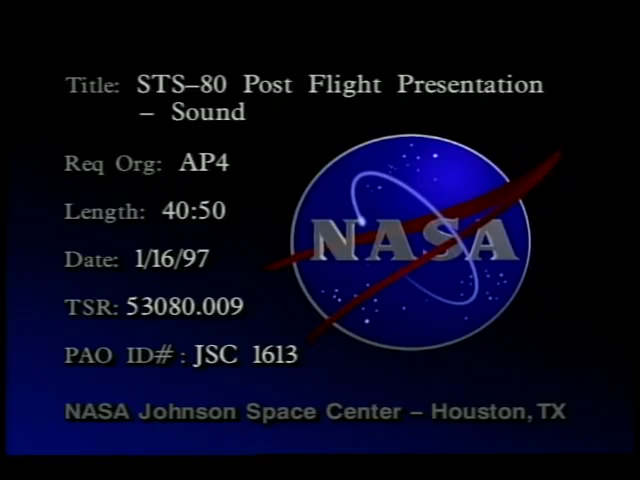 Title: STS–80 Post Flight Presentation
– Sound
Req Org: AP4
Length: 40:50
NASA
Date: 1/16/97
TSR: 53080.009
PAO ID# : JSC 1613
NASA Johnson Space Center – Houston, TX